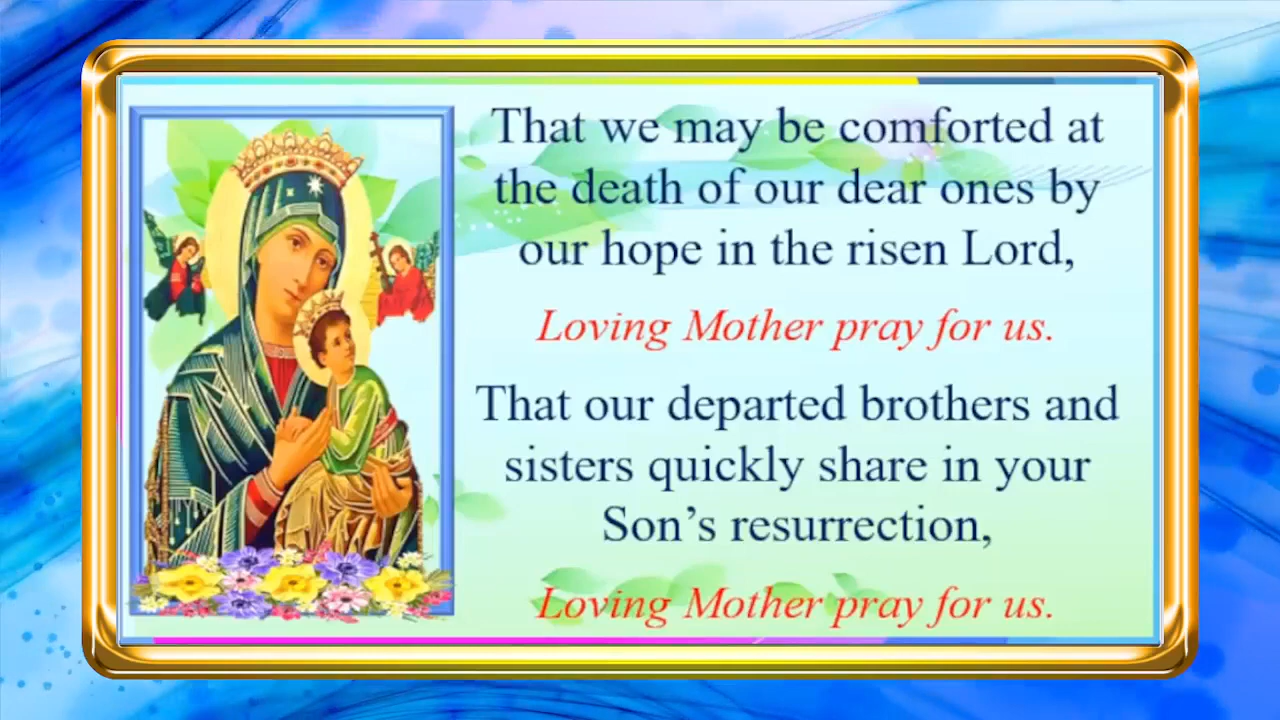 That we may be comforted at
the death of our dear ones by
our hope in the risen Lord,
Loving Mother pray for us.
That our departed brothers and
sisters quickly share in your
Son’s resurrection,
Loving Mother pray for us.